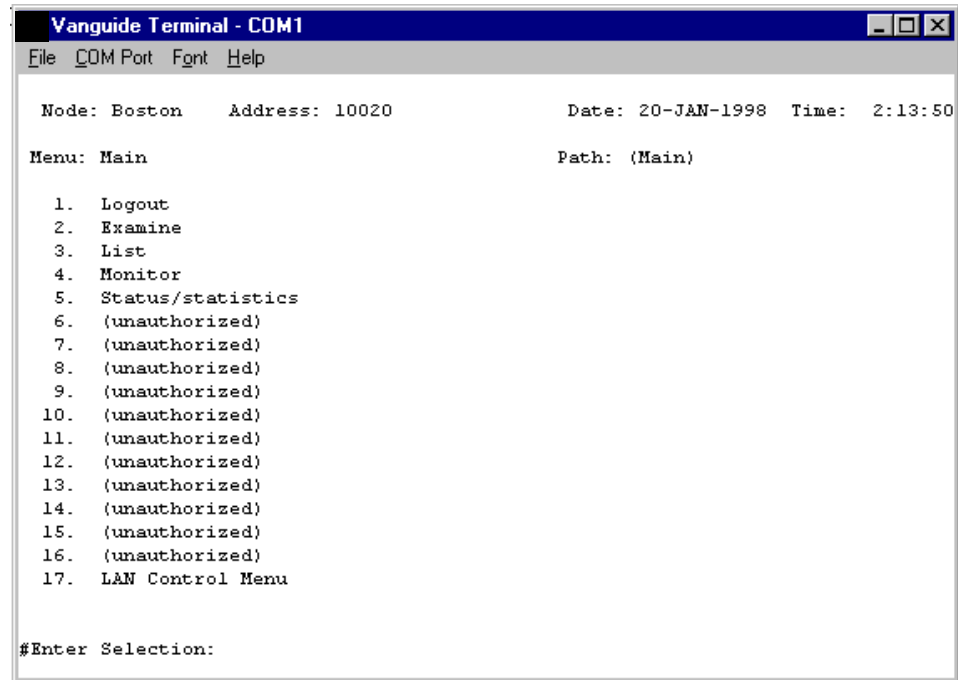 Vanguide Terminal - COM1
File COM Port Font Help
Node: Boston Address: 10020 Date: 20-JAN-1998 Time: 2:13:50
Menu: Main Path: (Main)
1. Logout
2. Examine
3. List
4. Monitor
5. Status/statistics
6. (unauthorized)
7. (unauthorized)
8. (unauthorized)
9. (unauthorized)
10. (unauthorized)
11. (unauthorized)
12. (unauthorized)
13. (unauthorized)
14. (unauthorized)
15. (unauthorized)
16. (unauthorized)
17. LAN Control Menu
#Enter Selection: